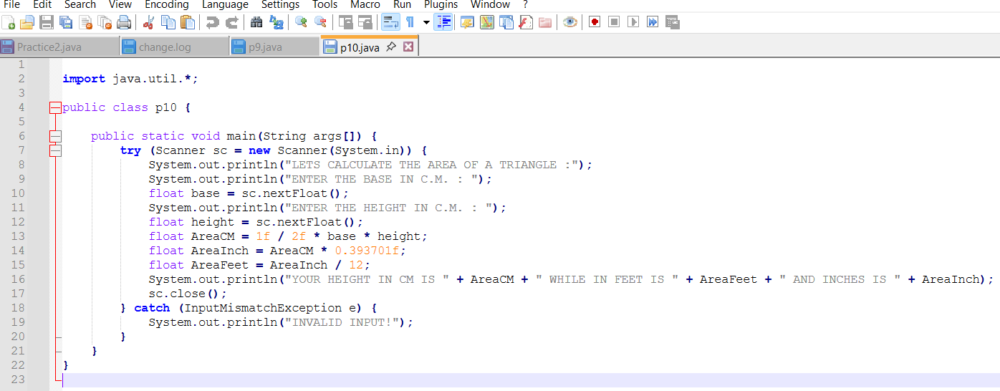 File Edit Search View Encoding Language Settings Tools Macro Run Plugins Window ?
Practice2.java change.log p9.java p10.java
1
2 import java.util.*;
3
4 public class p10 {
5
6 public static void main(String args[]) {
7 try (Scanner sc = new Scanner(System.in)) {
8 System.out.println("LETS CALCULATE THE AREA OF A TRIANGLE :");
9 System.out.println("ENTER THE BASE IN C.M. : ");
10 float base = sc.nextFloat();
11 System.out.println("ENTER THE HEIGHT IN C.M. : ");
12 float height = sc.nextFloat();
13 float AreaCM = 1f / 2f * base * height;
14 float AreaInch = AreaCM * 0.393701f;
15 float AreaFeet = AreaInch / 12;
16 System.out.println("YOUR HEIGHT IN CM IS " + AreaCM + " WHILE IN FEET IS " + AreaFeet + " AND INCHES IS " + AreaInch);
17 sc.close();
18 } catch (InputMismatchException e) {
19 System.out.println("INVALID INPUT!");
20 }
21 }
22 }
23